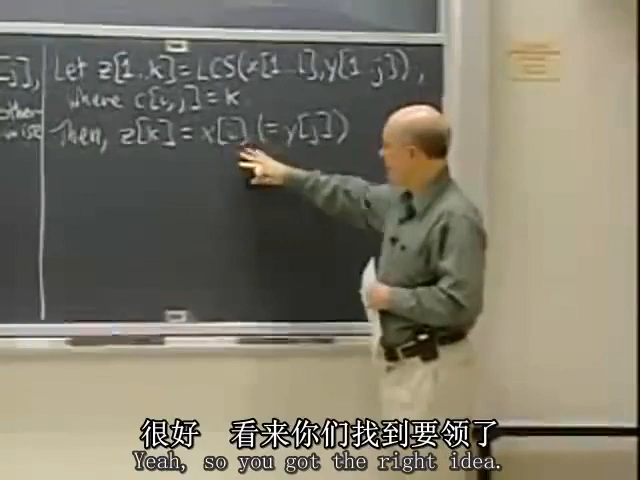 Let z[1..k]=LCS(x[1..i],y[1..j]),
where c[i,j]=k
Then, z[k]=x[i](=y[j])
很好 看来你们找到要领了
Yeah, so you got the right idea.